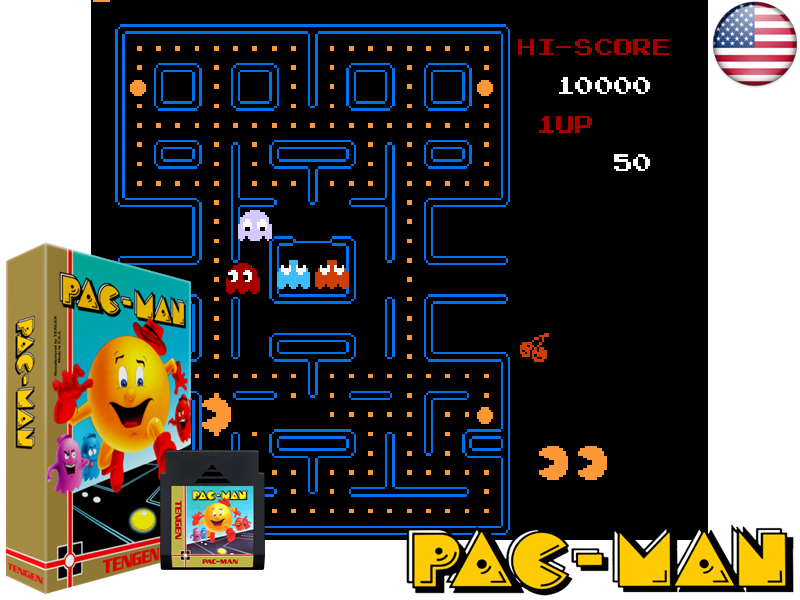 HI-SCORE
10000
1UP
50
PAC-MAN
PAC-MAN
TENGEN
TENGEN
PAC-MAN
TENGEN
PAC-MAN
PAC-MAN